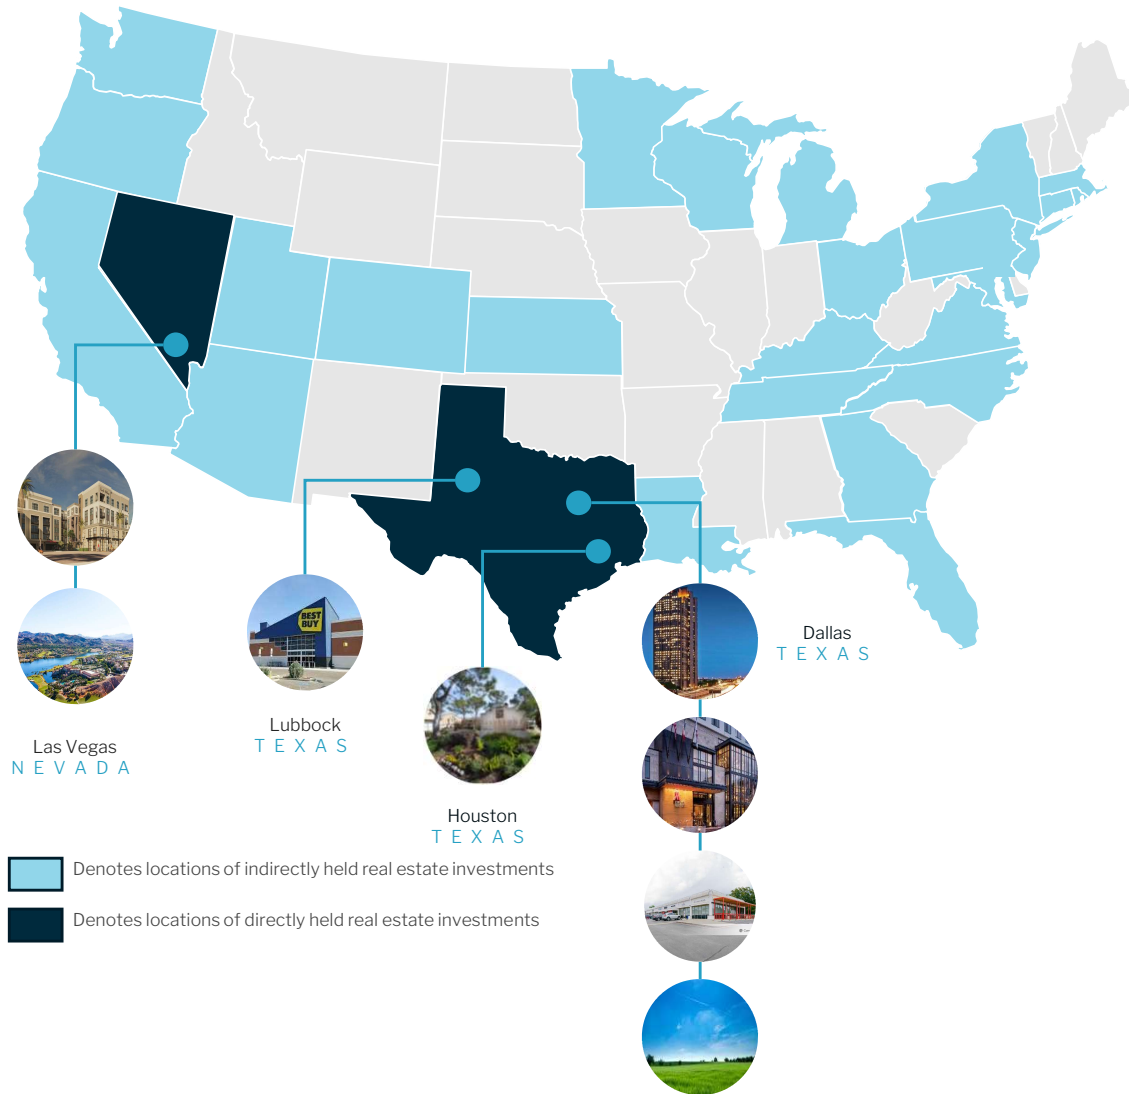 BEST
BUY
Dallas
TEXAS
Lubbock
TEXAS
Las Vegas
NEVADA
Houston
TEXAS
Denotes locations of indirectly held real estate investments
Denotes locations of directly held real estate investments